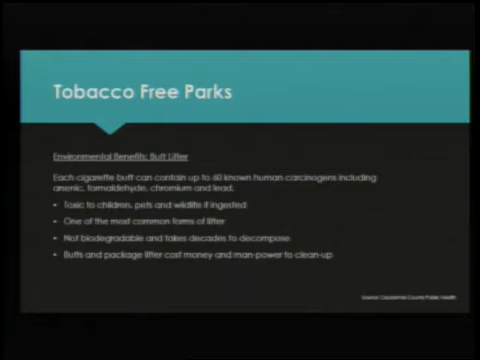 Tobacco Free Parks
Environmental Benefits: Butt Litter
Each cigarette butt can contain up to 60 known human carcinogens including
arsenic, formaldehyde, chromium and lead.
• Toxic to children, pets and wildlife if ingested
• One of the most common forms of litter
• Not biodegradable and takes decades to decompose
• Butts and package litter cost money and man-power to clean-up
Source: Clackamas County Public Health